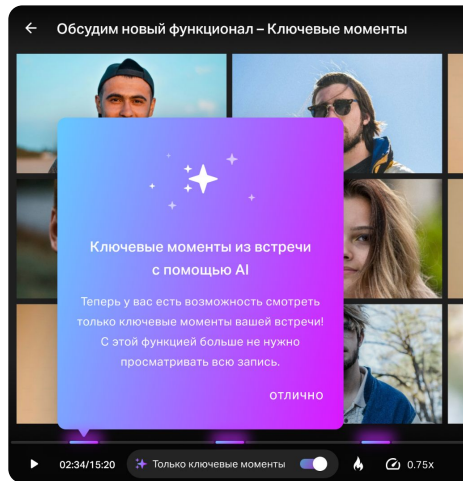 Обсудим новый функционал – Ключевые моменты
Ключевые моменты из встречи
с помощью AI
Теперь у вас есть возможность смотреть
только ключевые моменты вашей встречи!
С этой функцией больше не нужно
просматривать всю запись.
ОТЛИЧНО
02:34/15:20
Только ключевые моменты
0.75x